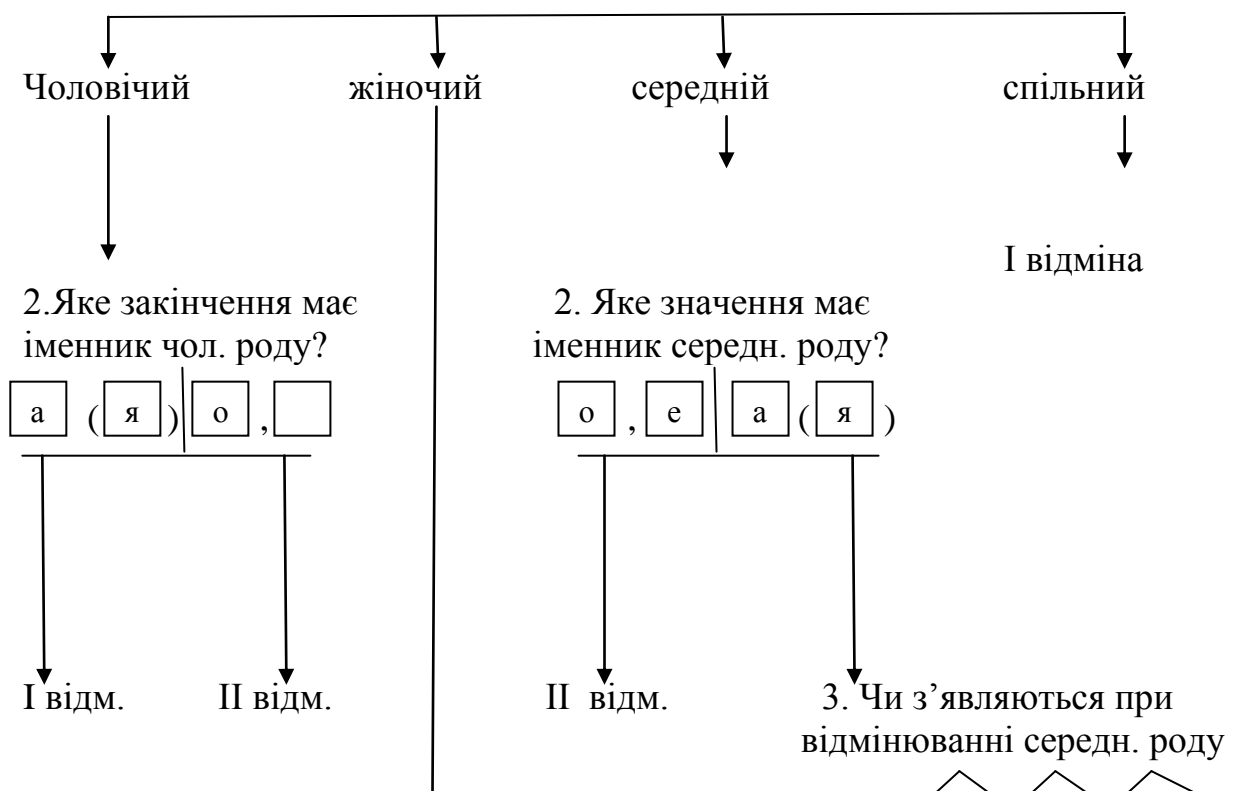 Чоловічий жіночий середній спільний
І відміна
2.Яке закінчення має
іменник чол. роду?
а (я) о ,
2. Яке значення має
іменник середн. роду?
о , е а (я)
І відм. ІІ відм. ІІ відм.
3. Чи з’являються при
відмінюванні середн. роду